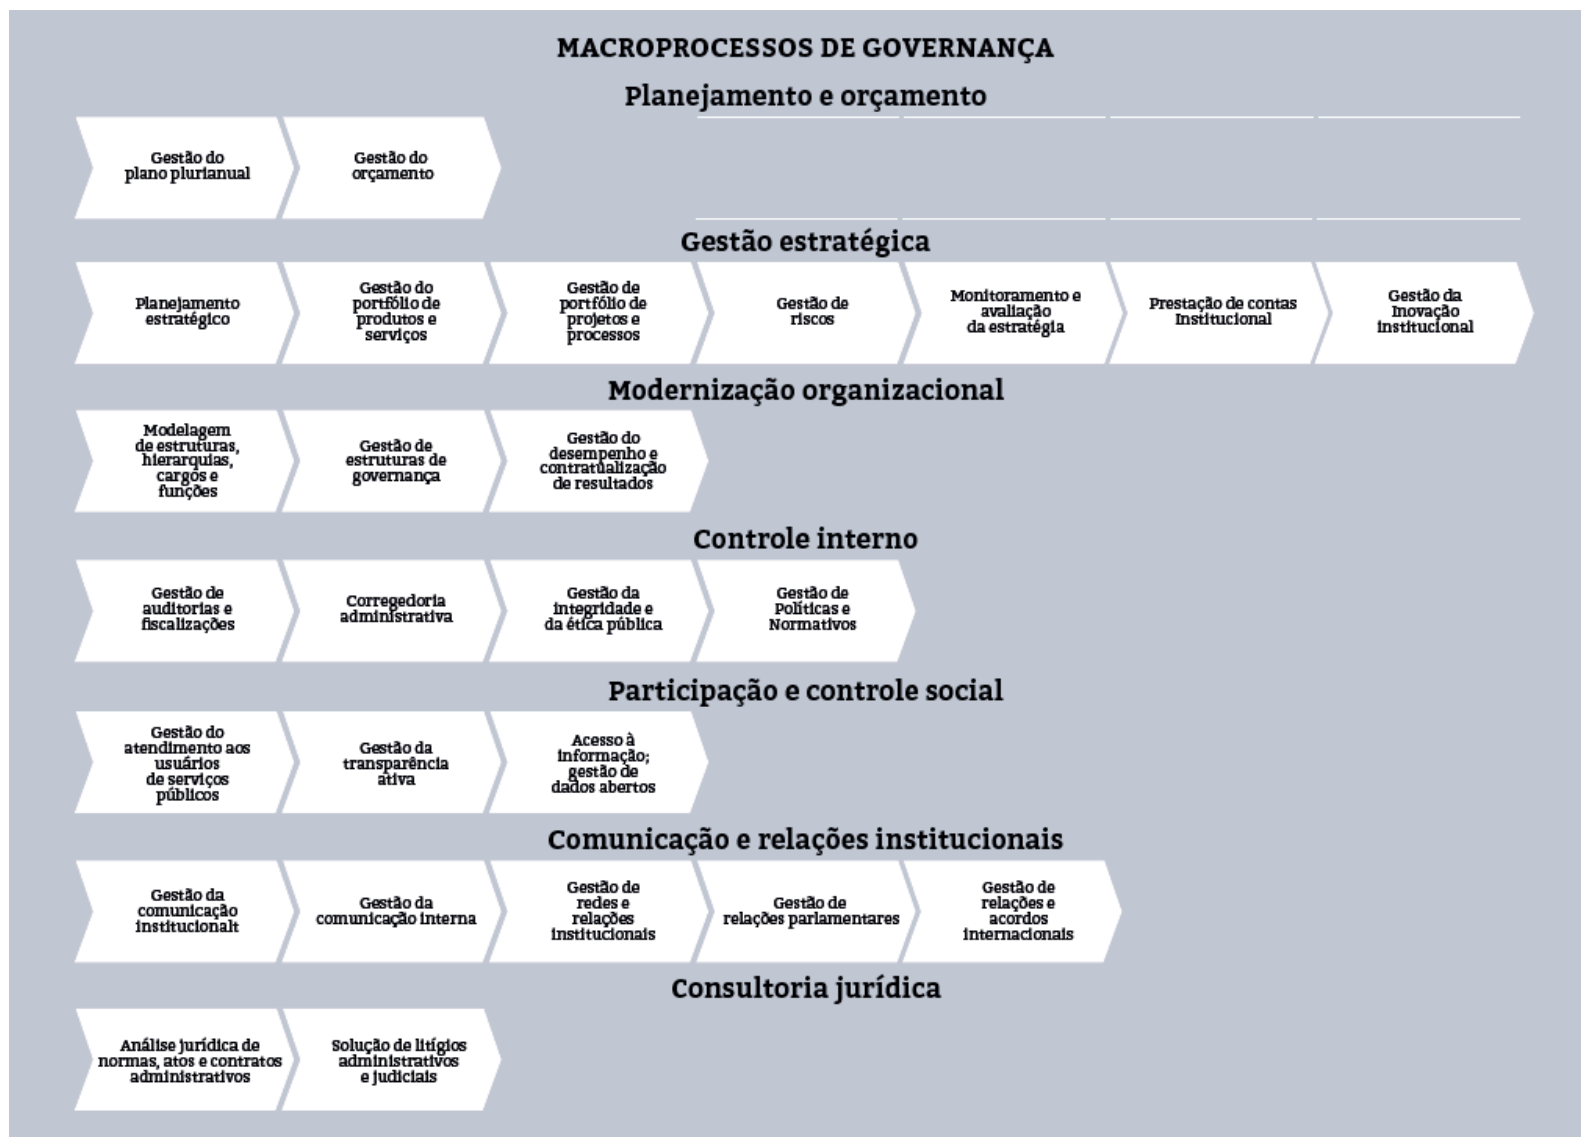 MACROPROCESSOS DE GOVERNANÇA
Planejamento e orçamento
Gestão do
plano plurianual
Gestão do
orçamento
Gestão estratégica
Planejamento
estratégico
Gestão do
portfólio de
produtos e
serviços
Gestão de
portfólio de
projetos e
processos
Gestão de
riscos
Monitoramento e
avaliação
da estratégia
Prestação de contas
Institucional
Gestão da
Inovação
institucional
Modernização organizacional
Modelagem
de estruturas,
hierarquias,
cargos e
funções
Gestão de
estruturas de
governança
Gestão do
desempenho e
contratualização
de resultados
Controle interno
Gestão de
auditorias e
fiscalizações
Corregedoria
administrativa
Gestão da
integridade e
da ética pública
Gestão de
Políticas e
Normativos
Participação e controle social
Gestão do
atendimento aos
usuários
de serviços
públicos
Gestão da
transparência
ativa
Acesso à
informação;
gestão de
dados abertos
Comunicação e relações institucionais
Gestão da
comunicação
institucionalt
Gestão da
comunicação interna
Gestão de
redes e
relações
institucionais
Gestão de
relações parlamentares
Gestão de
relações e
acordos
internacionais
Consultoria jurídica
Análise jurídica de
normas, atos e contratos
administrativos
Solução de litígios
administrativos
e judiciais